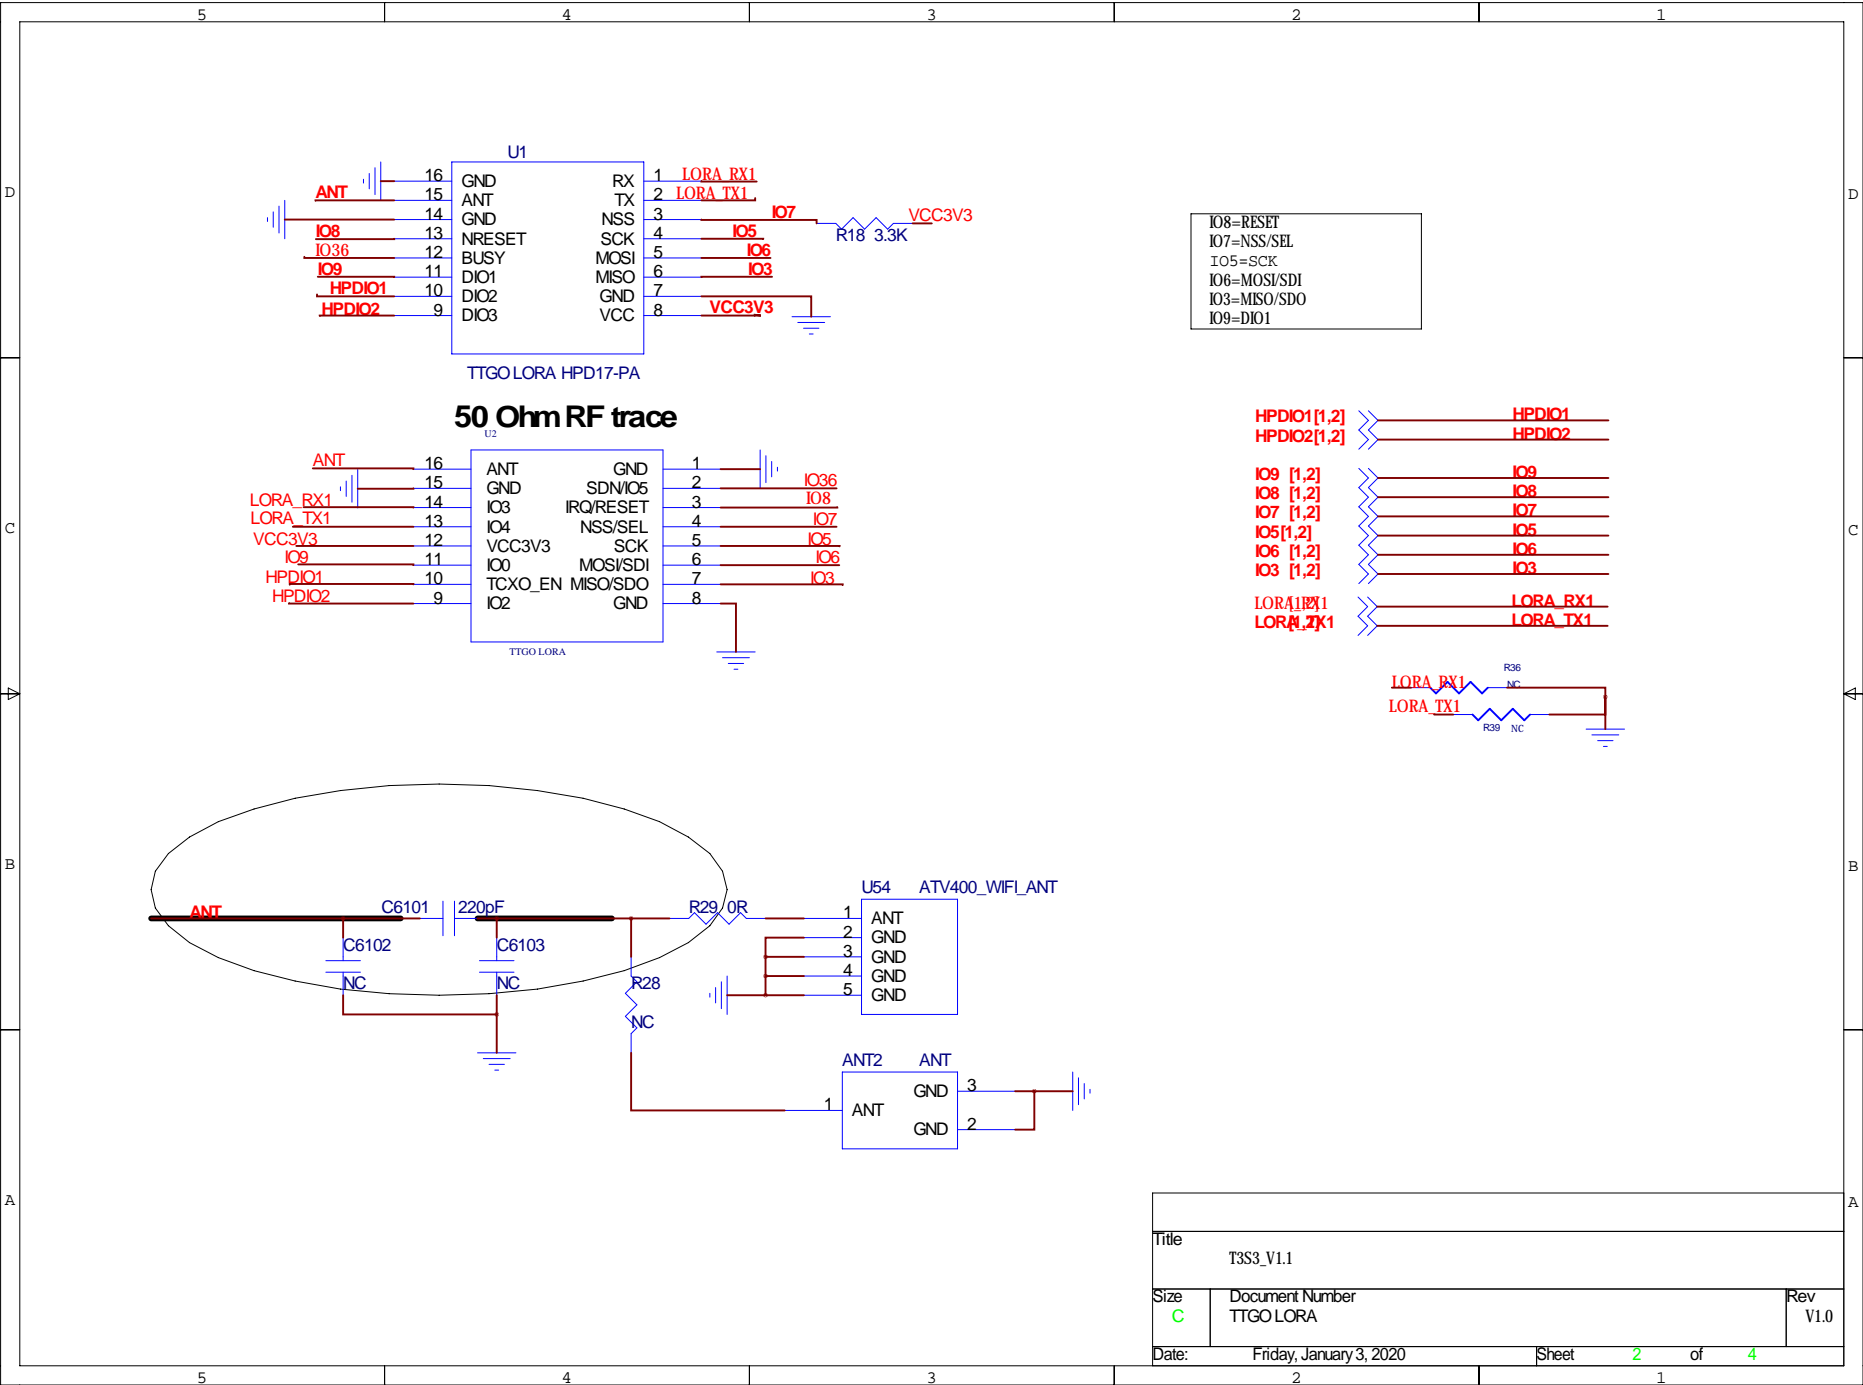 5 4 3 2 1
D D
C C
B B
A A
U1
16 GND RX 1 LORA_RX1
ANT 15 ANT TX 2 LORA_TX1
14 GND NSS 3 IO7 R18 3.3K VCC3V3
IO8 13 NRESET SCK 4 IO5
IO36 12 BUSY MOSI 5 IO6
IO9 11 DIO1 MISO 6 IO3
HPDIO1 10 DIO2 GND 7
HPDIO2 9 DIO3 VCC 8 VCC3V3
TTGO LORA HPD17-PA
IO8=RESET
IO7=NSS/SEL
IO5=SCK
IO6=MOSI/SDI
IO3=MISO/SDO
IO9=DIO1
50 Ohm RF trace
U2
ANT 16 ANT GND 1
15 GND SDN/IO5 2 IO36
LORA_RX1 14 IO3 IRQ/RESET 3 IO8
LORA_TX1 13 IO4 NSS/SEL 4 IO7
VCC3V3 12 VCC3V3 SCK 5 IO5
IO9 11 IO0 MOSI/SDI 6 IO6
HPDIO1 10 TCXO_EN MISO/SDO 7 IO3
HPDIO2 9 IO2 GND 8
TTGO LORA
HPDIO1 [1,2] HPDIO1
HPDIO2 [1,2] HPDIO2
IO9 [1,2] IO9
IO8 [1,2] IO8
IO7 [1,2] IO7
IO5 [1,2] IO5
IO6 [1,2] IO6
IO3 [1,2] IO3
LORA_RX1 [1,2] LORA_RX1
LORA_TX1 [1,2] LORA_TX1
LORA_RX1 R36 NC
LORA_TX1 R39 NC
ANT C6101 220pF R29 0R
C6102 NC
C6103 NC
R28 NC
U54 ATV400_WIFI_ANT
1 ANT
2 GND
3 GND
4 GND
5 GND
ANT2 ANT
GND 3
1 ANT
GND 2
Title
T3S3_V1.1
Size Document Number Rev
C TTGO LORA V1.0
Date: Friday, January 3, 2020 Sheet 2 of 4
5 4 3 2 1